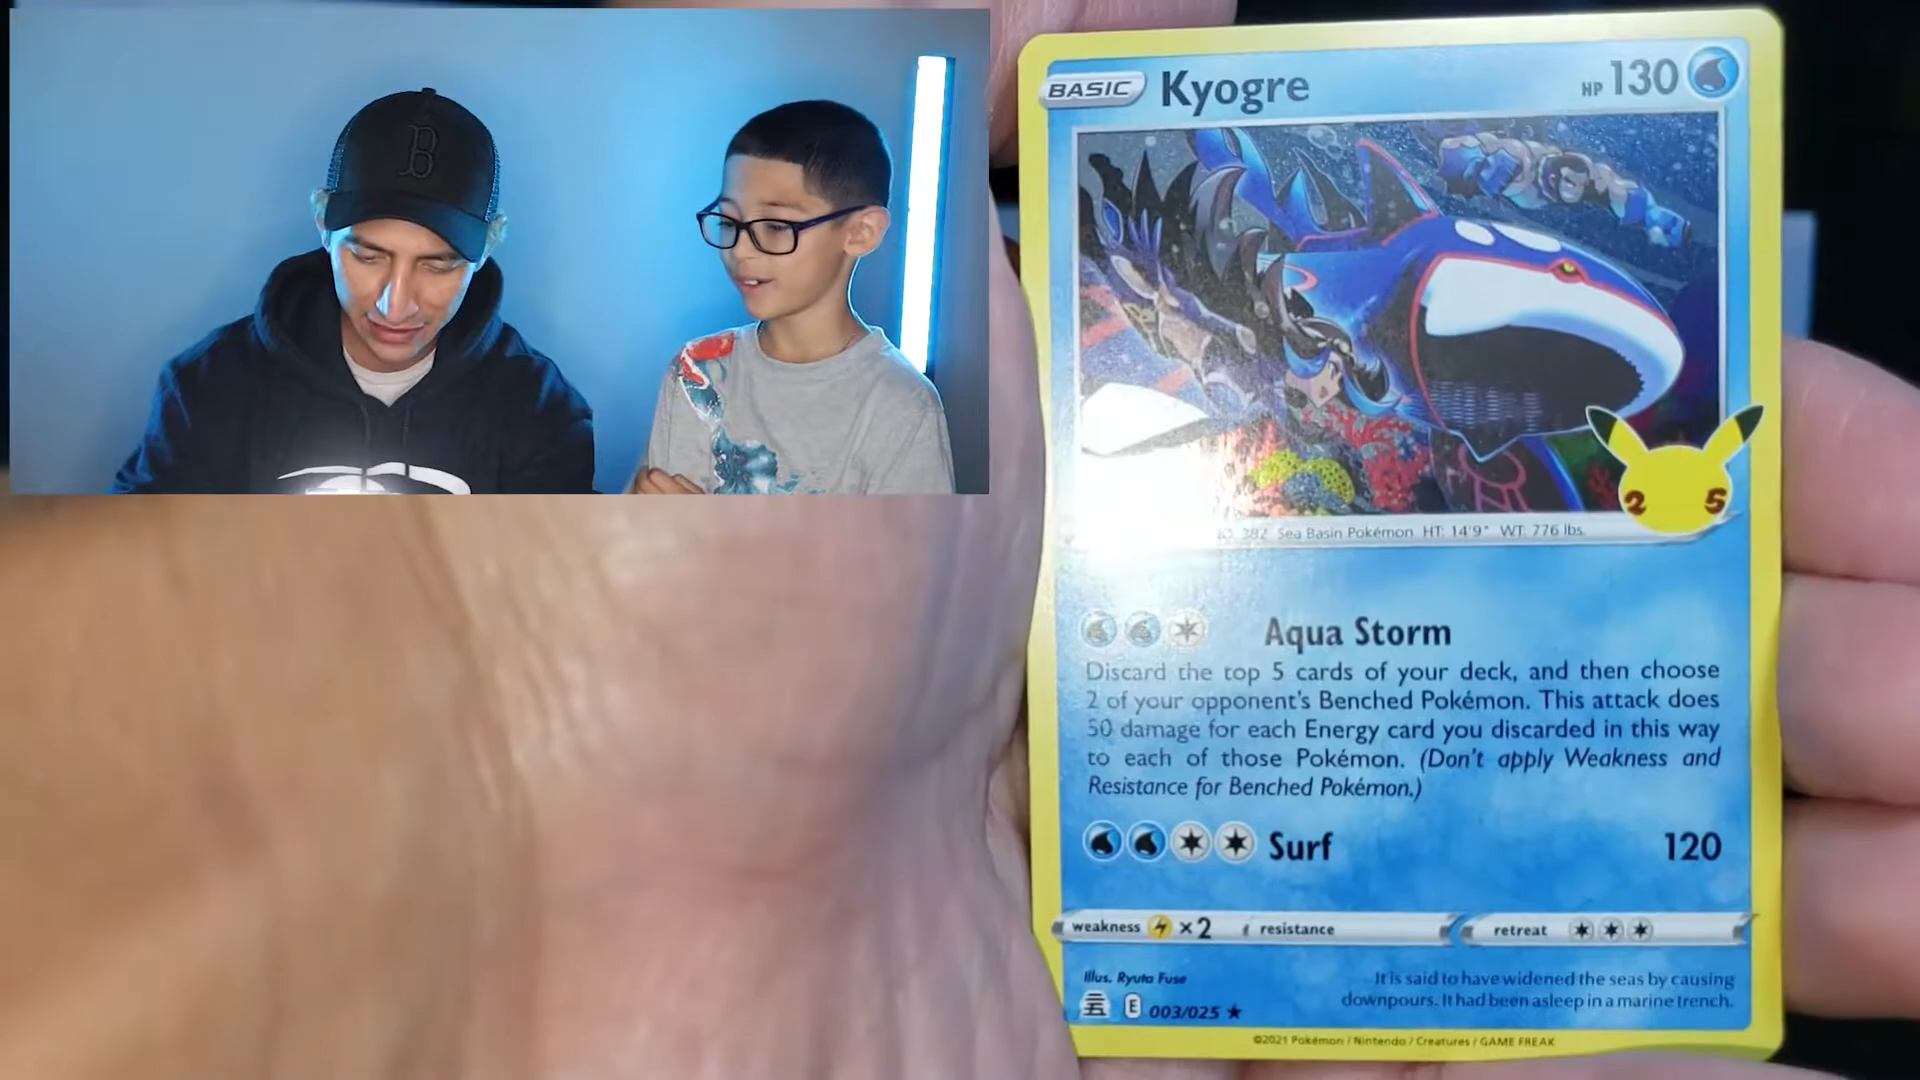 B
BASIC Kyogre HP 130
2 5
NO. 382 Sea Basin Pokémon HT: 14'9" WT: 776 lbs.
Aqua Storm
Discard the top 5 cards of your deck, and then choose
2 of your opponent's Benched Pokémon. This attack does
50 damage for each Energy card you discarded in this way
to each of those Pokémon. (Don't apply Weakness and
Resistance for Benched Pokémon.)
Surf 120
weakness ×2 resistance retreat
Illus. Ryuta Fuse
It is said to have widened the seas by causing
downpours. It had been asleep in a marine trench.
E 003/025 ★
©2021 Pokémon / Nintendo / Creatures / GAME FREAK